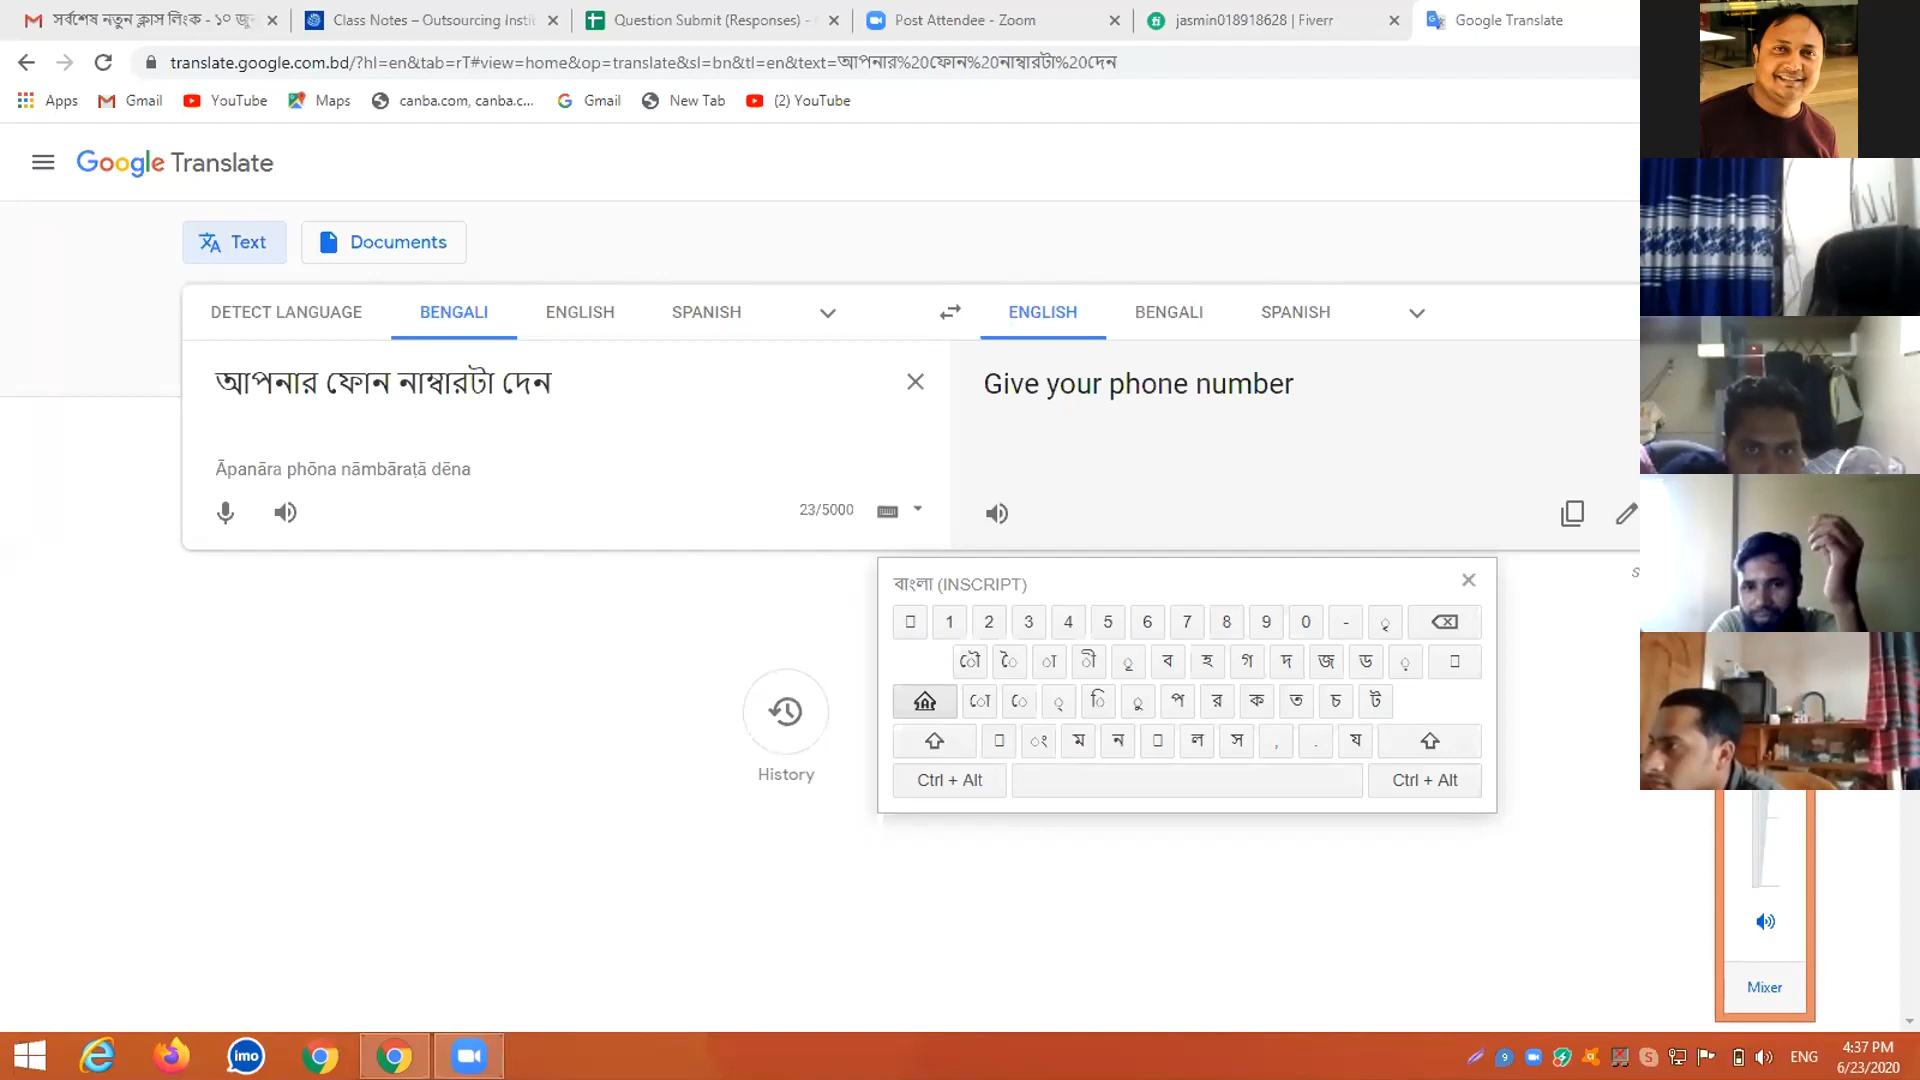 সর্বশেষ নতুন ক্লাস লিংক - ১০ জু
Class Notes – Outsourcing Insti
Question Submit (Responses) -
Post Attendee - Zoom
jasmin018918628 | Fiverr
Google Translate
translate.google.com.bd/?hl=en&tab=rT#view=home&op=translate&sl=bn&tl=en&text=আপনার%20ফোন%20নাম্বারটা%20দেন
Apps
Gmail
YouTube
Maps
canba.com, canba.c...
Gmail
New Tab
(2) YouTube
Google Translate
Text
Documents
DETECT LANGUAGE
BENGALI
ENGLISH
SPANISH
ENGLISH
BENGALI
SPANISH
আপনার ফোন নাম্বারটা দেন
Give your phone number
Āpanāra phōna nāmbāraṭā dēna
23/5000
বাংলা (INSCRIPT)
1 2 3 4 5 6 7 8 9 0 - ৃ
ৌ ৈ া ী ূ ব হ গ দ জ ড ়
ো ে ্ ি ু প র ক ত চ ট
ং ম ন ল স , . য
Ctrl + Alt
Ctrl + Alt
History
Mixer
imo
ENG
4:37 PM
6/23/2020